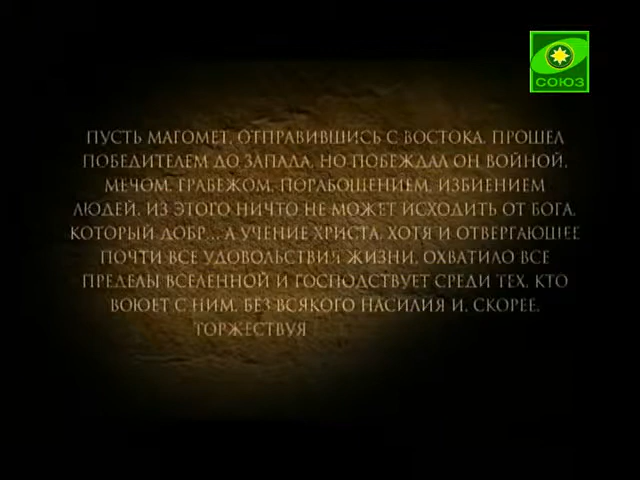 СОЮЗ
ПУСТЬ МАГОМЕТ, ОТПРАВИВШИСЬ С ВОСТОКА, ПРОШЕЛ
ПОБЕДИТЕЛЕМ ДО ЗАПАДА, НО ПОБЕЖДАЛ ОН ВОЙНОЙ,
МЕЧОМ, ГРАБЕЖОМ, ПОРАБОЩЕНИЕМ, ИЗБИЕНИЕМ
ЛЮДЕЙ. ИЗ ЭТОГО НИЧТО НЕ МОЖЕТ ИСХОДИТЬ ОТ БОГА,
КОТОРЫЙ ДОБР... А УЧЕНИЕ ХРИСТА, ХОТЯ И ОТВЕРГАЮЩЕЕ
ПОЧТИ ВСЕ УДОВОЛЬСТВИЯ ЖИЗНИ, ОХВАТИЛО ВСЕ
ПРЕДЕЛЫ ВСЕЛЕННОЙ И ГОСПОДСТВУЕТ СРЕДИ ТЕХ, КТО
ВОЮЕТ С НИМ, БЕЗ ВСЯКОГО НАСИЛИЯ И, СКОРЕЕ,
ТОРЖЕСТВУЯ